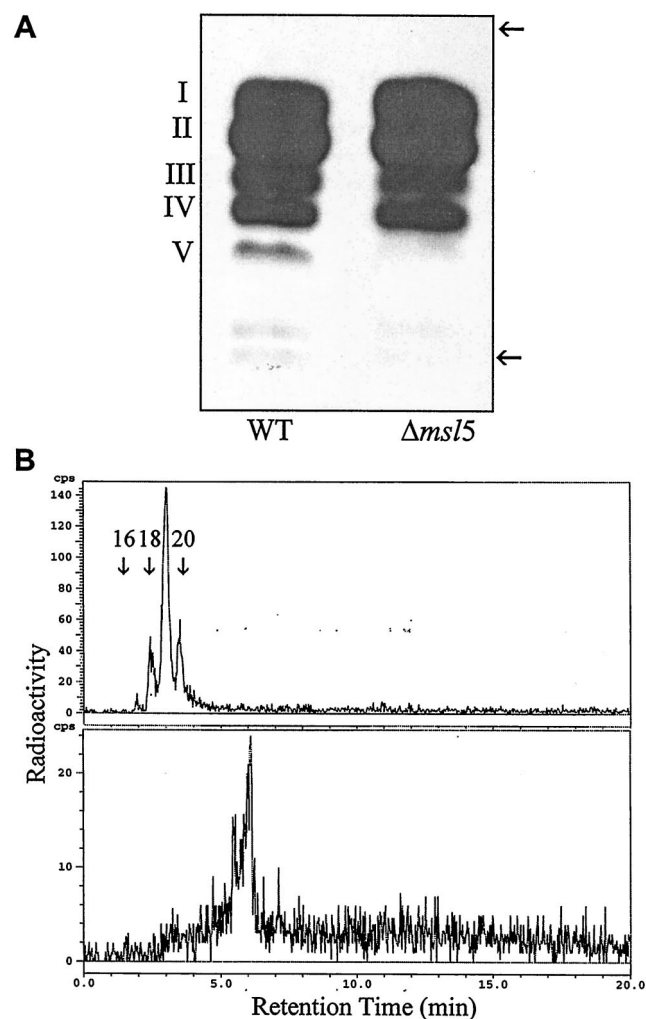 A
←
I
II
III
IV
V
←
WT Δmsl5
B
cps
140
120
100
80
60
40
20
0
16 18 20
↓ ↓ ↓
Radioactivity
cps
20
10
0
0.0 5.0 10.0 15.0 20.0
Retention Time (min)